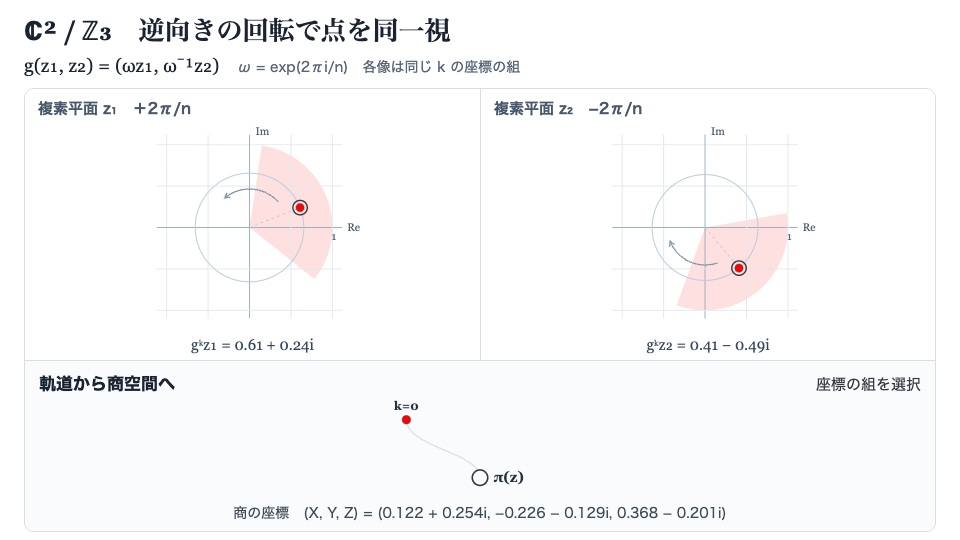 ℂ² / ℤ₃　逆向きの回転で点を同一視
g(z₁, z₂) = (ωz₁, ω⁻¹z₂)　ω = exp(2πi/n)　各像は同じ k の座標の組
複素平面 z₁　+2π/n
Im
Re
1
gᵏz₁ = 0.61 + 0.24i
複素平面 z₂　−2π/n
Im
Re
1
gᵏz₂ = 0.41 − 0.49i
軌道から商空間へ
座標の組を選択
k=0
π(z)
商の座標　(X, Y, Z) = (0.122 + 0.254i, −0.226 − 0.129i, 0.368 − 0.201i)